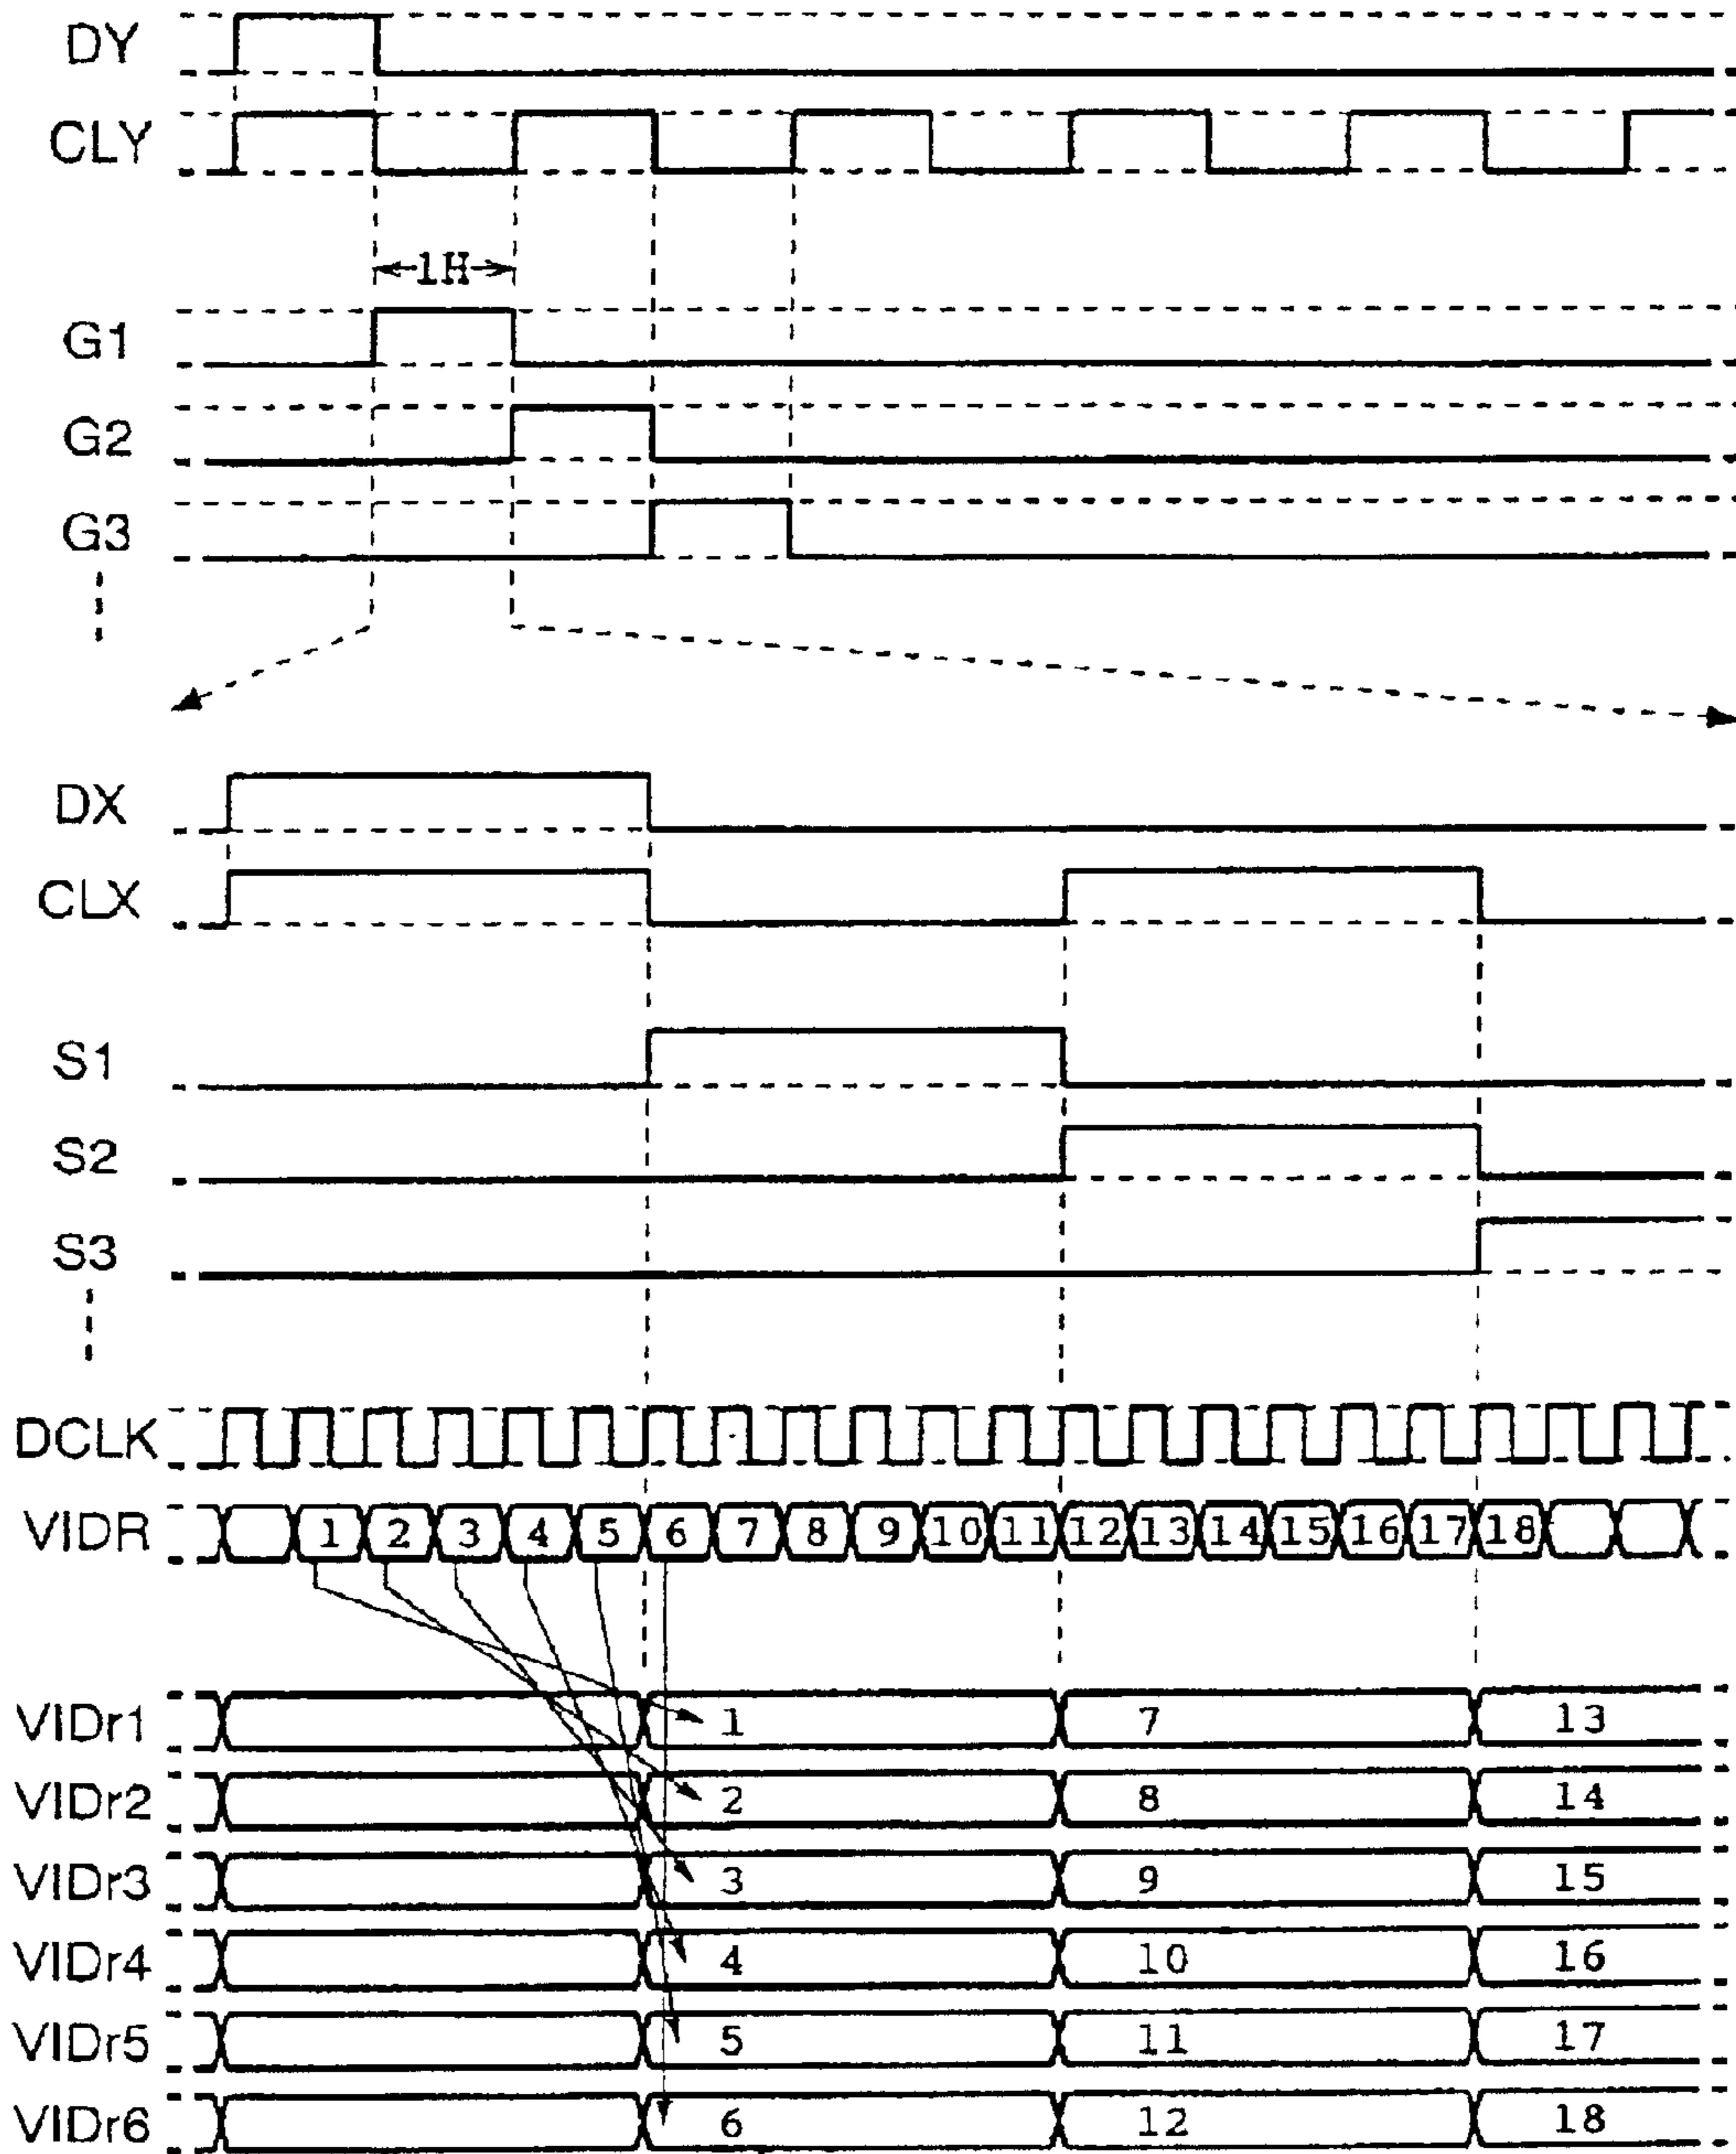 DY
CLY
1H
G1
G2
G3
DX
CLX
S1
S2
S3
DCLK
VIDR 1 2 3 4 5 6 7 8 9 10 11 12 13 14 15 16 17 18
VIDr1 1 7 13
VIDr2 2 8 14
VIDr3 3 9 15
VIDr4 4 10 16
VIDr5 5 11 17
VIDr6 6 12 18